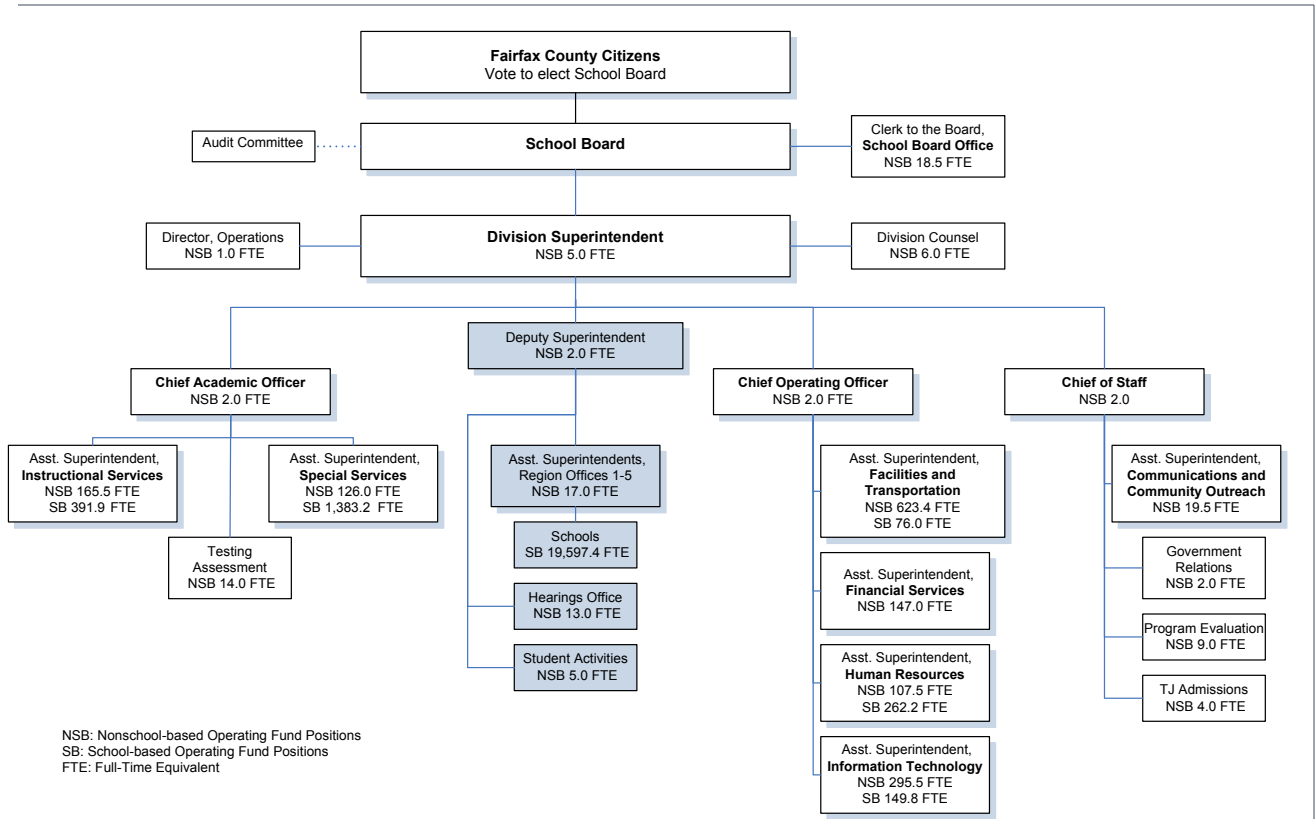 Fairfax County Citizens
Vote to elect School Board
Audit Committee
School Board
Clerk to the Board,
School Board Office
NSB 18.5 FTE
Director, Operations
NSB 1.0 FTE
Division Superintendent
NSB 5.0 FTE
Division Counsel
NSB 6.0 FTE
Deputy Superintendent
NSB 2.0 FTE
Chief Academic Officer
NSB 2.0 FTE
Chief Operating Officer
NSB 2.0 FTE
Chief of Staff
NSB 2.0
Asst. Superintendent,
Instructional Services
NSB 165.5 FTE
SB 391.9 FTE
Asst. Superintendent,
Special Services
NSB 126.0 FTE
SB 1,383.2 FTE
Testing
Assessment
NSB 14.0 FTE
Asst. Superintendents,
Region Offices 1-5
NSB 17.0 FTE
Schools
SB 19,597.4 FTE
Hearings Office
NSB 13.0 FTE
Student Activities
NSB 5.0 FTE
Asst. Superintendent,
Facilities and
Transportation
NSB 623.4 FTE
SB 76.0 FTE
Asst. Superintendent,
Financial Services
NSB 147.0 FTE
Asst. Superintendent,
Human Resources
NSB 107.5 FTE
SB 262.2 FTE
Asst. Superintendent,
Information Technology
NSB 295.5 FTE
SB 149.8 FTE
Asst. Superintendent,
Communications and
Community Outreach
NSB 19.5 FTE
Government
Relations
NSB 2.0 FTE
Program Evaluation
NSB 9.0 FTE
TJ Admissions
NSB 4.0 FTE
NSB: Nonschool-based Operating Fund Positions
SB: School-based Operating Fund Positions
FTE: Full-Time Equivalent